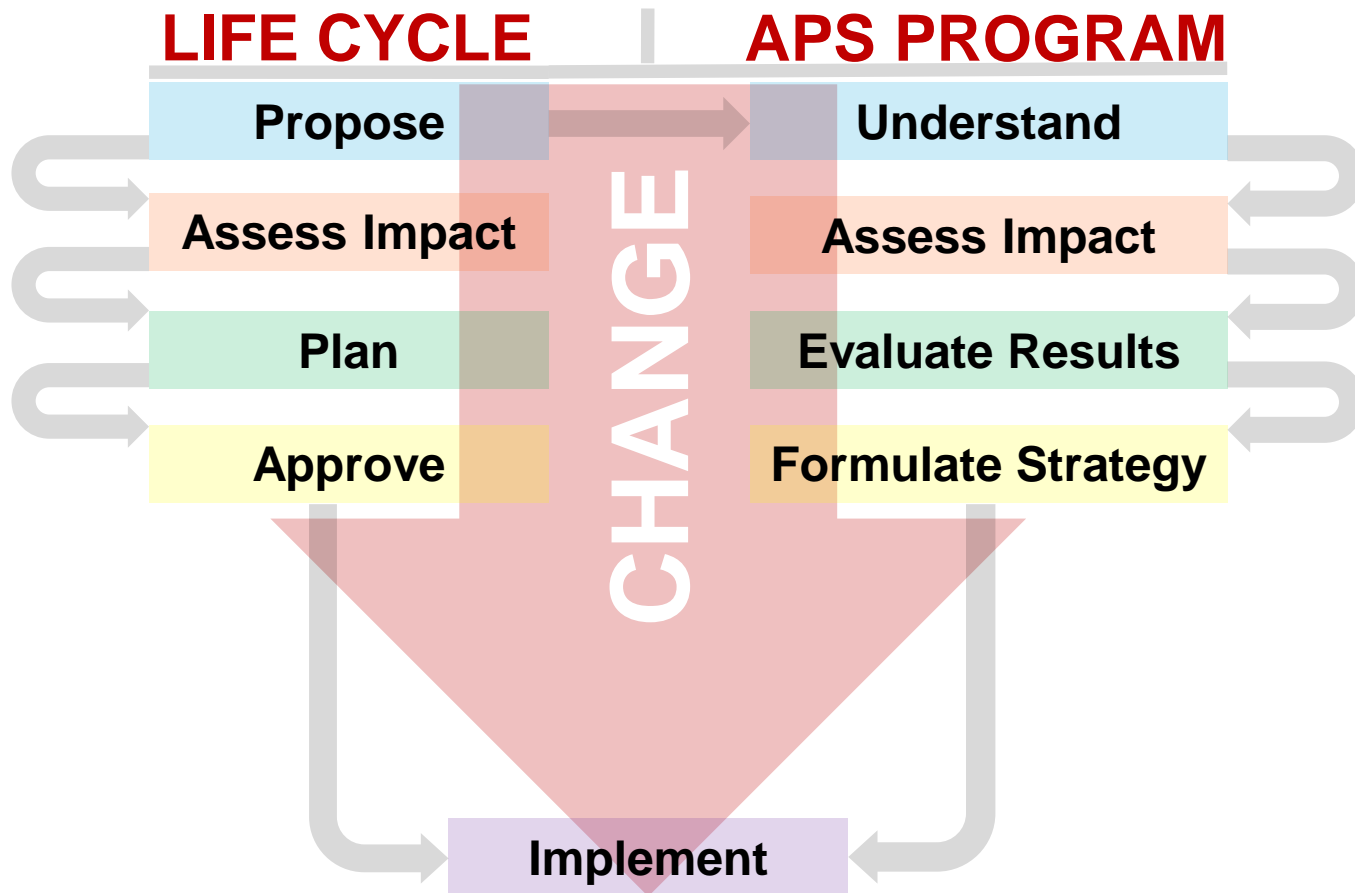 LIFE CYCLE
APS PROGRAM
Propose
Understand
Assess Impact
Assess Impact
Plan
Evaluate Results
Approve
Formulate Strategy
CHANGE
Implement